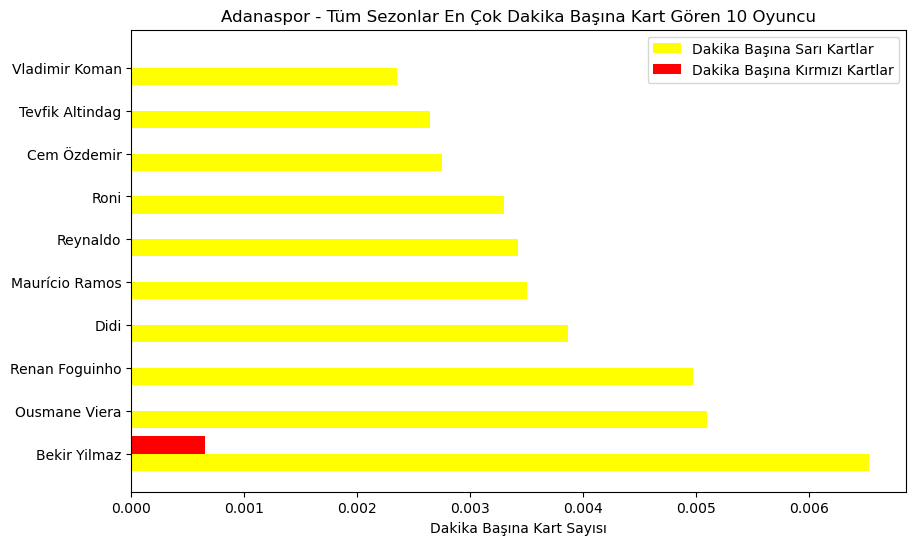 Adanaspor - Tüm Sezonlar En Çok Dakika Başına Kart Gören 10 Oyuncu
Dakika Başına Sarı Kartlar
Dakika Başına Kırmızı Kartlar
Vladimir Koman
Tevfik Altindag
Cem Özdemir
Roni
Reynaldo
Maurício Ramos
Didi
Renan Foguinho
Ousmane Viera
Bekir Yilmaz
0.000 0.001 0.002 0.003 0.004 0.005 0.006
Dakika Başına Kart Sayısı